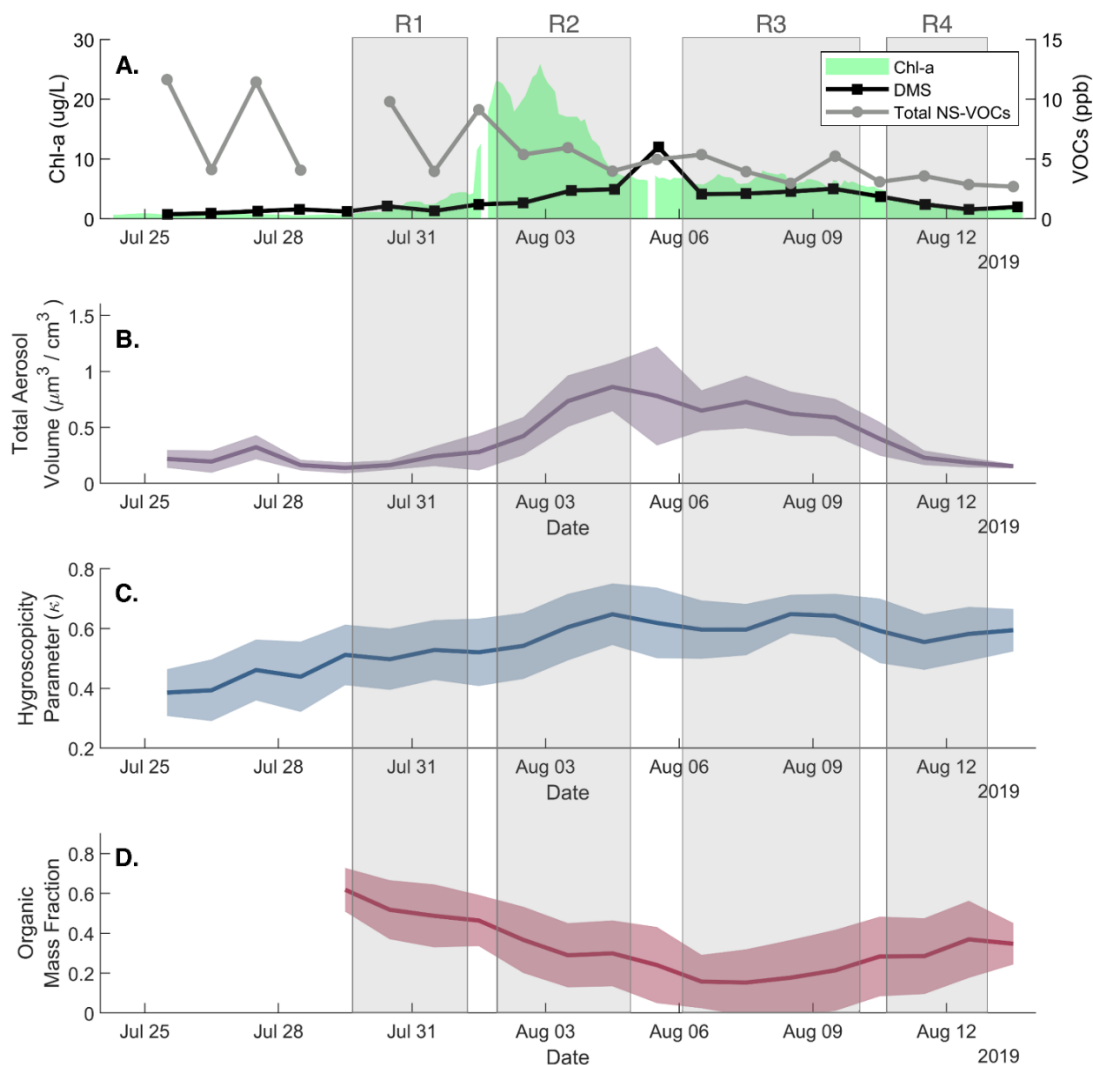 R1 R2 R3 R4
A.
30
20
10
0
Chl-a (ug/L)
15
10
5
0
VOCs (ppb)
Chl-a
DMS
Total NS-VOCs
Jul 25 Jul 28 Jul 31 Aug 03 Aug 06 Aug 09 Aug 12
2019
B.
1.5
1
0.5
0
Total Aerosol
Volume (μm³ / cm³)
Jul 25 Jul 28 Jul 31 Aug 03 Aug 06 Aug 09 Aug 12
Date
2019
C.
0.8
0.6
0.4
0.2
Hygroscopicity
Parameter (κ)
Jul 25 Jul 28 Jul 31 Aug 03 Aug 06 Aug 09 Aug 12
Date
2019
D.
0.8
0.6
0.4
0.2
0
Organic
Mass Fraction
Jul 25 Jul 28 Jul 31 Aug 03 Aug 06 Aug 09 Aug 12
Date
2019